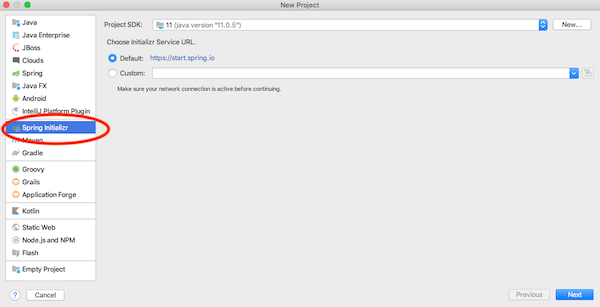 New Project
Java
Java Enterprise
JBoss
Clouds
Spring
Java FX
Android
IntelliJ Platform Plugin
Spring Initializr
Maven
Gradle
Groovy
Grails
Application Forge
Kotlin
Static Web
Node.js and NPM
Flash
Empty Project
Project SDK: 11 (java version "11.0.5") New...
Choose Initializr Service URL.
Default: https://start.spring.io
Custom:
Make sure your network connection is active before continuing.
? Cancel Previous Next